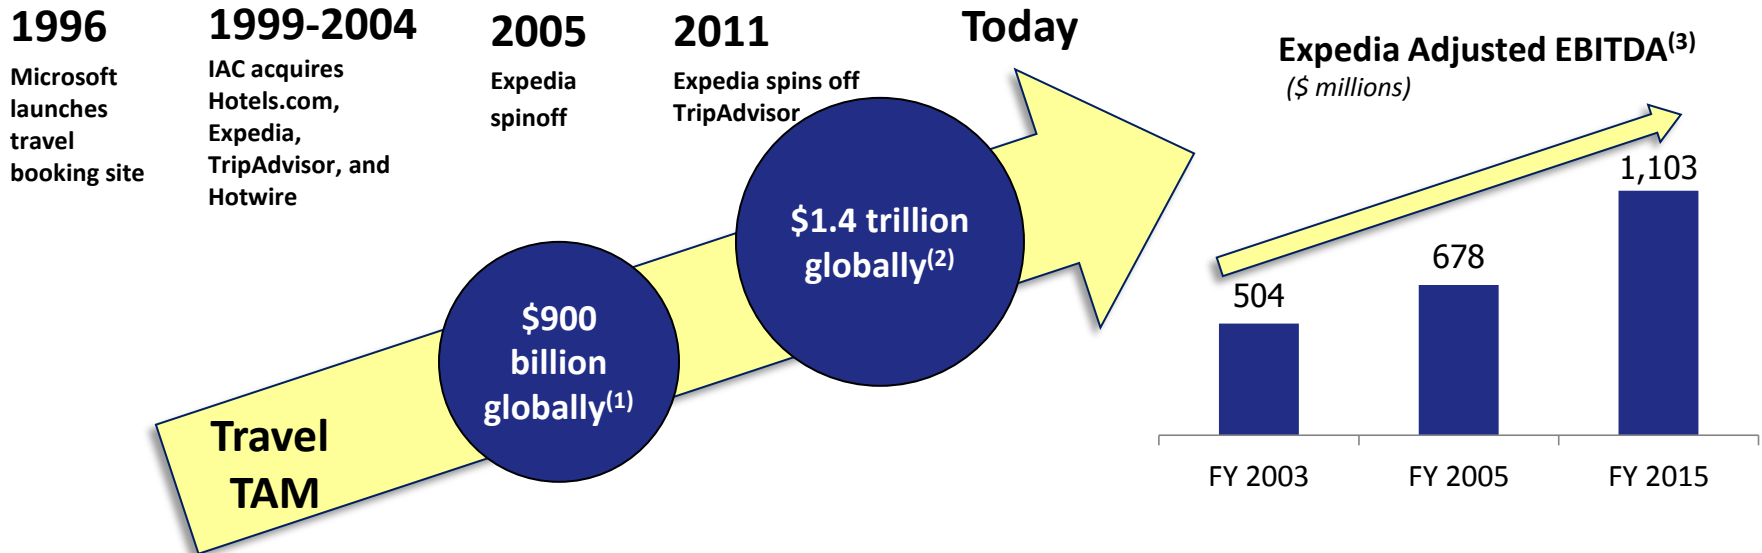 1996
Microsoft
launches
travel
booking site
1999-2004
IAC acquires
Hotels.com,
Expedia,
TripAdvisor, and
Hotwire
2005
Expedia
spinoff
2011
Expedia spins off
TripAdvisor
Today
Travel
TAM
$900
billion
globally(1)
$1.4 trillion
globally(2)
Expedia Adjusted EBITDA(3)
($ millions)
504
678
1,103
FY 2003
FY 2005
FY 2015